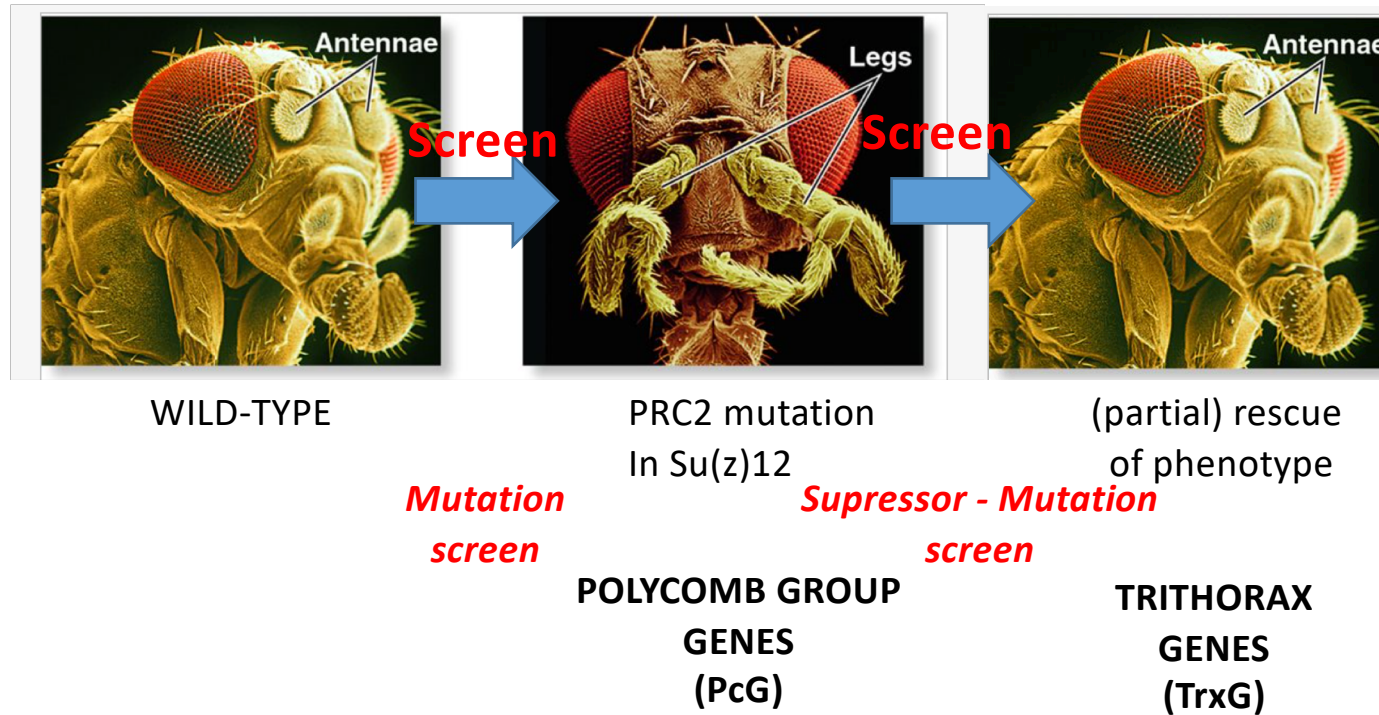 Antennae
Legs
Antennae
Screen
Screen
WILD-TYPE
PRC2 mutation
In Su(z)12
(partial) rescue
of phenotype
Mutation
screen
Supressor - Mutation
screen
POLYCOMB GROUP
GENES
(PcG)
TRITHORAX
GENES
(TrxG)